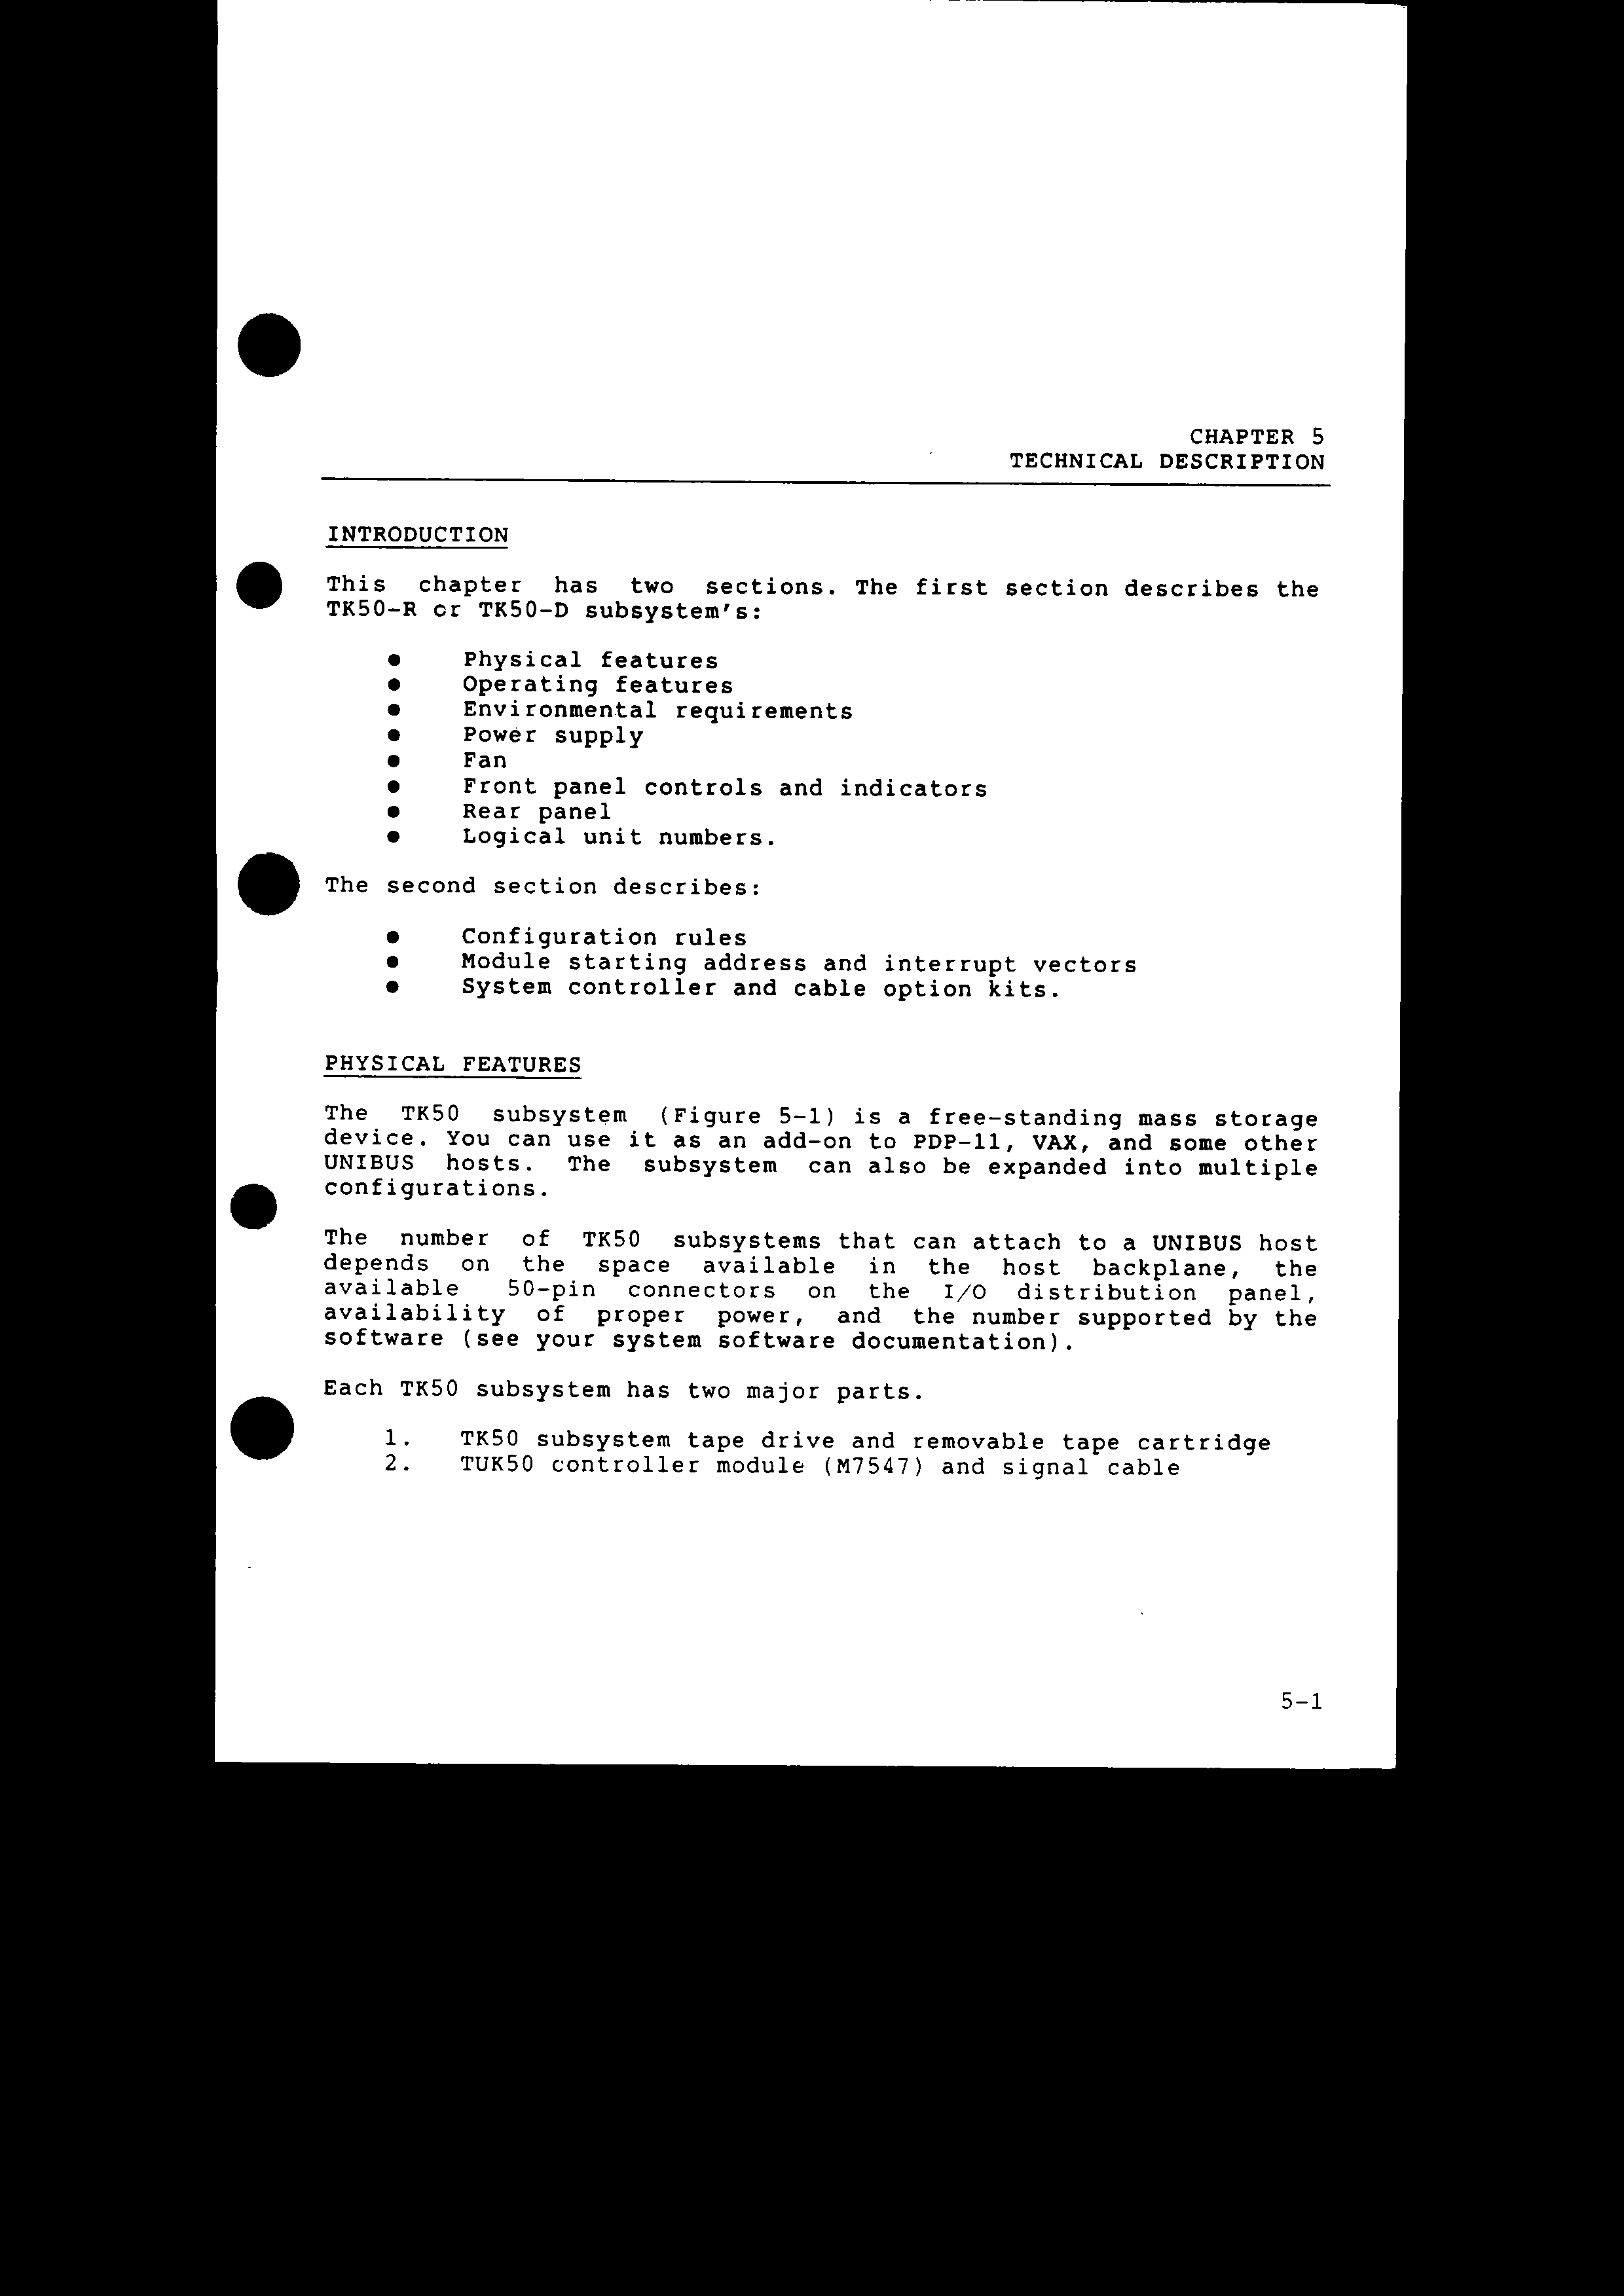 CHAPTER 5
TECHNICAL DESCRIPTION
INTRODUCTION
This chapter has two sections. The first section describes the
TK50-R or TK50-D subsystem's:
● Physical features
● Operating features
● Environmental requirements
● Power supply
● Fan
● Front panel controls and indicators
● Rear panel
● Logical unit numbers.
The second section describes:
● Configuration rules
● Module starting address and interrupt vectors
● System controller and cable option kits.
PHYSICAL FEATURES
The TK50 subsystem (Figure 5-1) is a free-standing mass storage
device. You can use it as an add-on to PDP-11, VAX, and some other
UNIBUS hosts. The subsystem can also be expanded into multiple
configurations.
The number of TK50 subsystems that can attach to a UNIBUS host
depends on the space available in the host backplane, the
available 50-pin connectors on the I/O distribution panel,
availability of proper power, and the number supported by the
software (see your system software documentation).
Each TK50 subsystem has two major parts.
1. TK50 subsystem tape drive and removable tape cartridge
2. TUK50 controller module (M7547) and signal cable
5-1